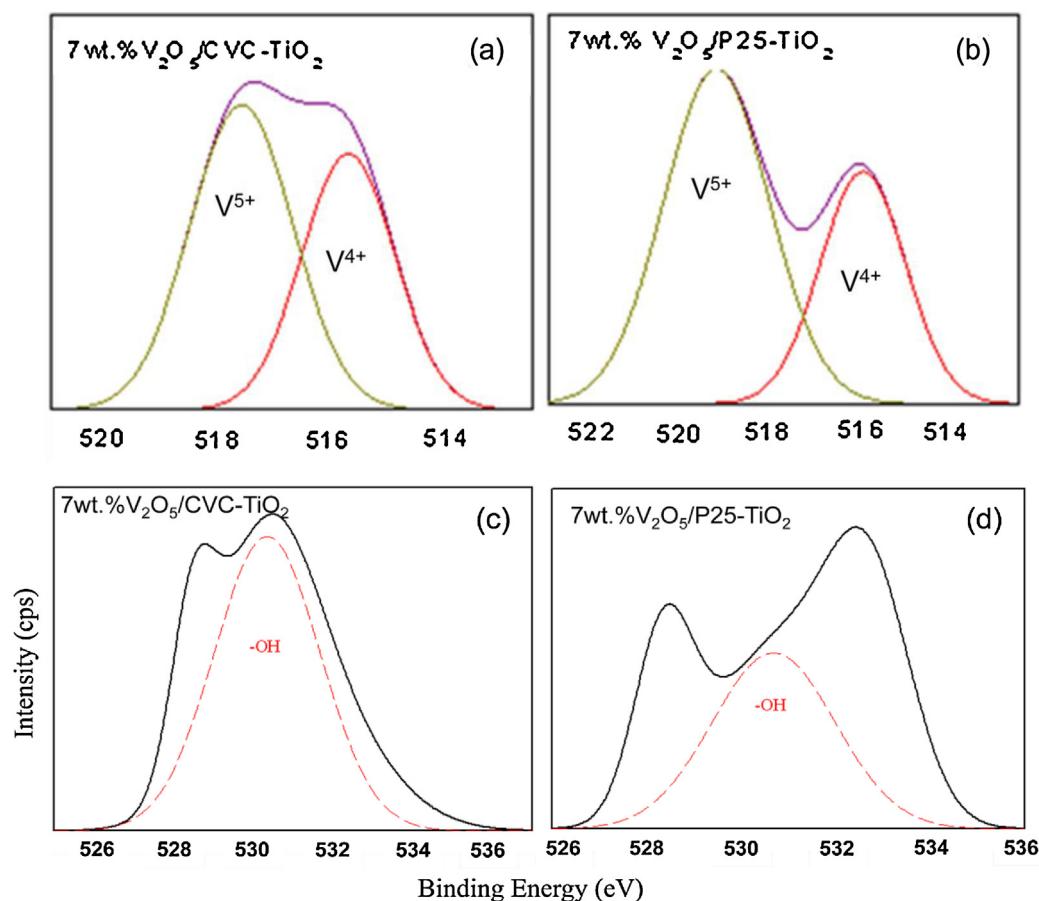 7wt.%V₂O₅/CVC-TiO₂ (a)
V⁵⁺
V⁴⁺
520 518 516 514
7wt.% V₂O₅/P25-TiO₂ (b)
V⁵⁺
V⁴⁺
522 520 518 516 514
7wt.%V₂O₅/CVC-TiO₂ (c)
-OH
526 528 530 532 534 536
7wt.%V₂O₅/P25-TiO₂ (d)
-OH
526 528 530 532 534 536
Intensity (cps)
Binding Energy (eV)